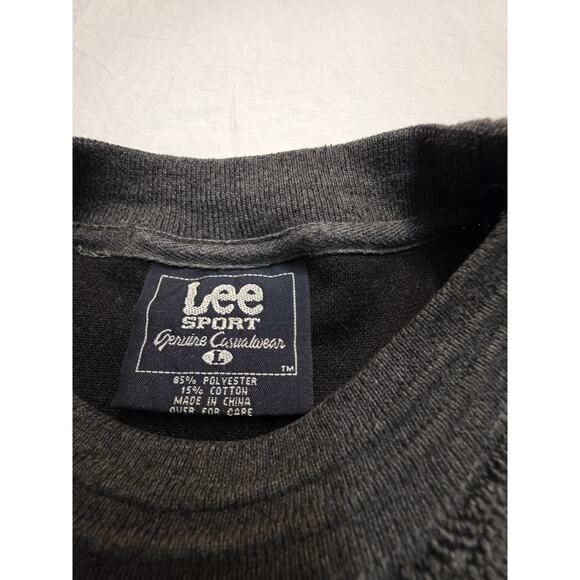 Lee
SPORT
Genuine Casualwear
L
TM
85% POLYESTER
15% COTTON
MADE IN CHINA
OVER FOR CARE